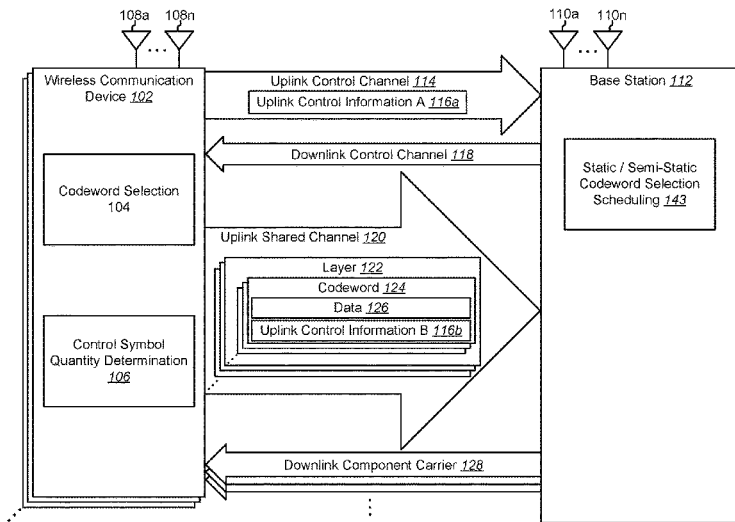 108a 108n
...
110a 110n
...
Wireless Communication
Device 102
Codeword Selection
104
Control Symbol
Quantity Determination
106
Uplink Control Channel 114
Uplink Control Information A 116a
Downlink Control Channel 118
Uplink Shared Channel 120
Layer 122
Codeword 124
Data 126
Uplink Control Information B 116b
Downlink Component Carrier 128
Base Station 112
Static / Semi-Static
Codeword Selection
Scheduling 143